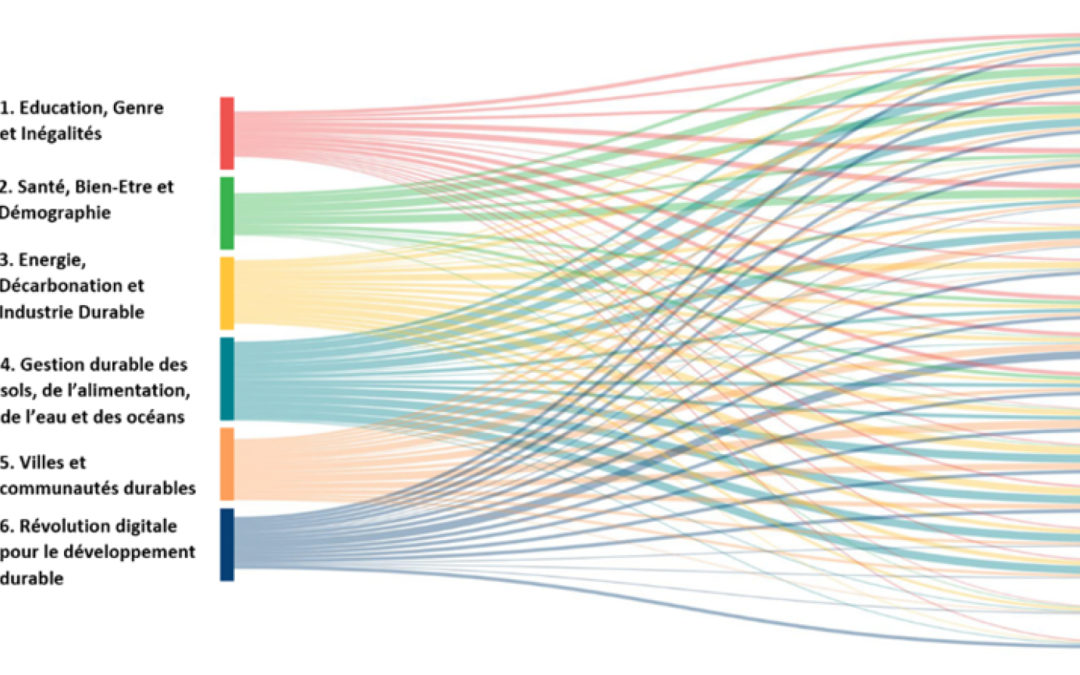 1. Education, Genre
et Inégalités
2. Santé, Bien-Etre et
Démographie
3. Energie,
Décarbonation et
Industrie Durable
4. Gestion durable des
sols, de l’alimentation,
de l’eau et des océans
5. Villes et
communautés durables
6. Révolution digitale
pour le développement
durable